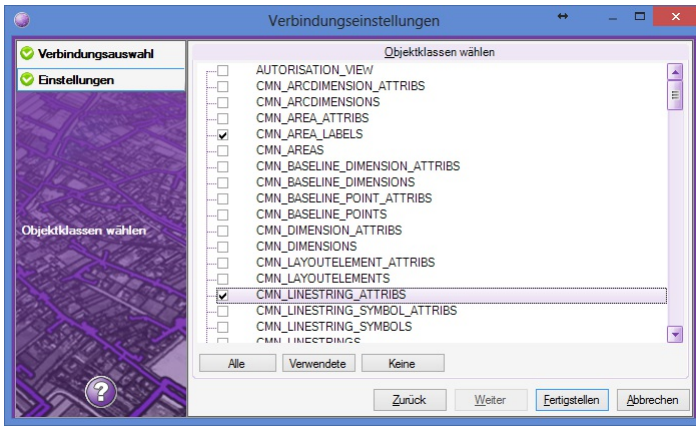 Verbindungseinstellungen
Verbindungsauswahl
Einstellungen
Objektklassen wählen
Objektklassen wählen
AUTORISATION_VIEW
CMN_ARCDIMENSION_ATTRIBS
CMN_ARCDIMENSIONS
CMN_AREA_ATTRIBS
CMN_AREA_LABELS
CMN_AREAS
CMN_BASELINE_DIMENSION_ATTRIBS
CMN_BASELINE_DIMENSIONS
CMN_BASELINE_POINT_ATTRIBS
CMN_BASELINE_POINTS
CMN_DIMENSION_ATTRIBS
CMN_DIMENSIONS
CMN_LAYOUTELEMENT_ATTRIBS
CMN_LAYOUTELEMENTS
CMN_LINESTRING_ATTRIBS
CMN_LINESTRING_SYMBOL_ATTRIBS
CMN_LINESTRING_SYMBOLS
CMN_LINESTRINGS
Alle Verwendete Keine
?
Zurück Weiter Fertigstellen Abbrechen